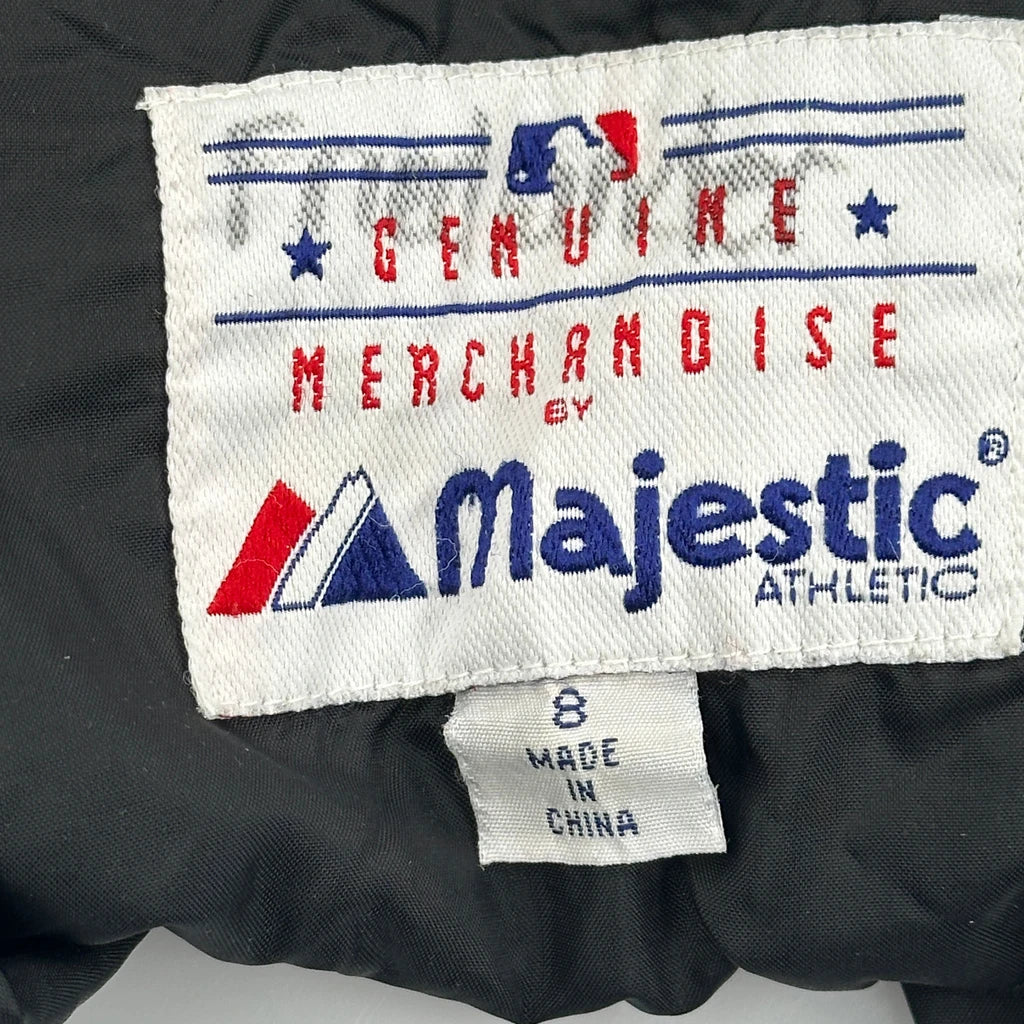 GENUINE
MERCHANDISE
BY
Majestic®
ATHLETIC
8
MADE
IN
CHINA